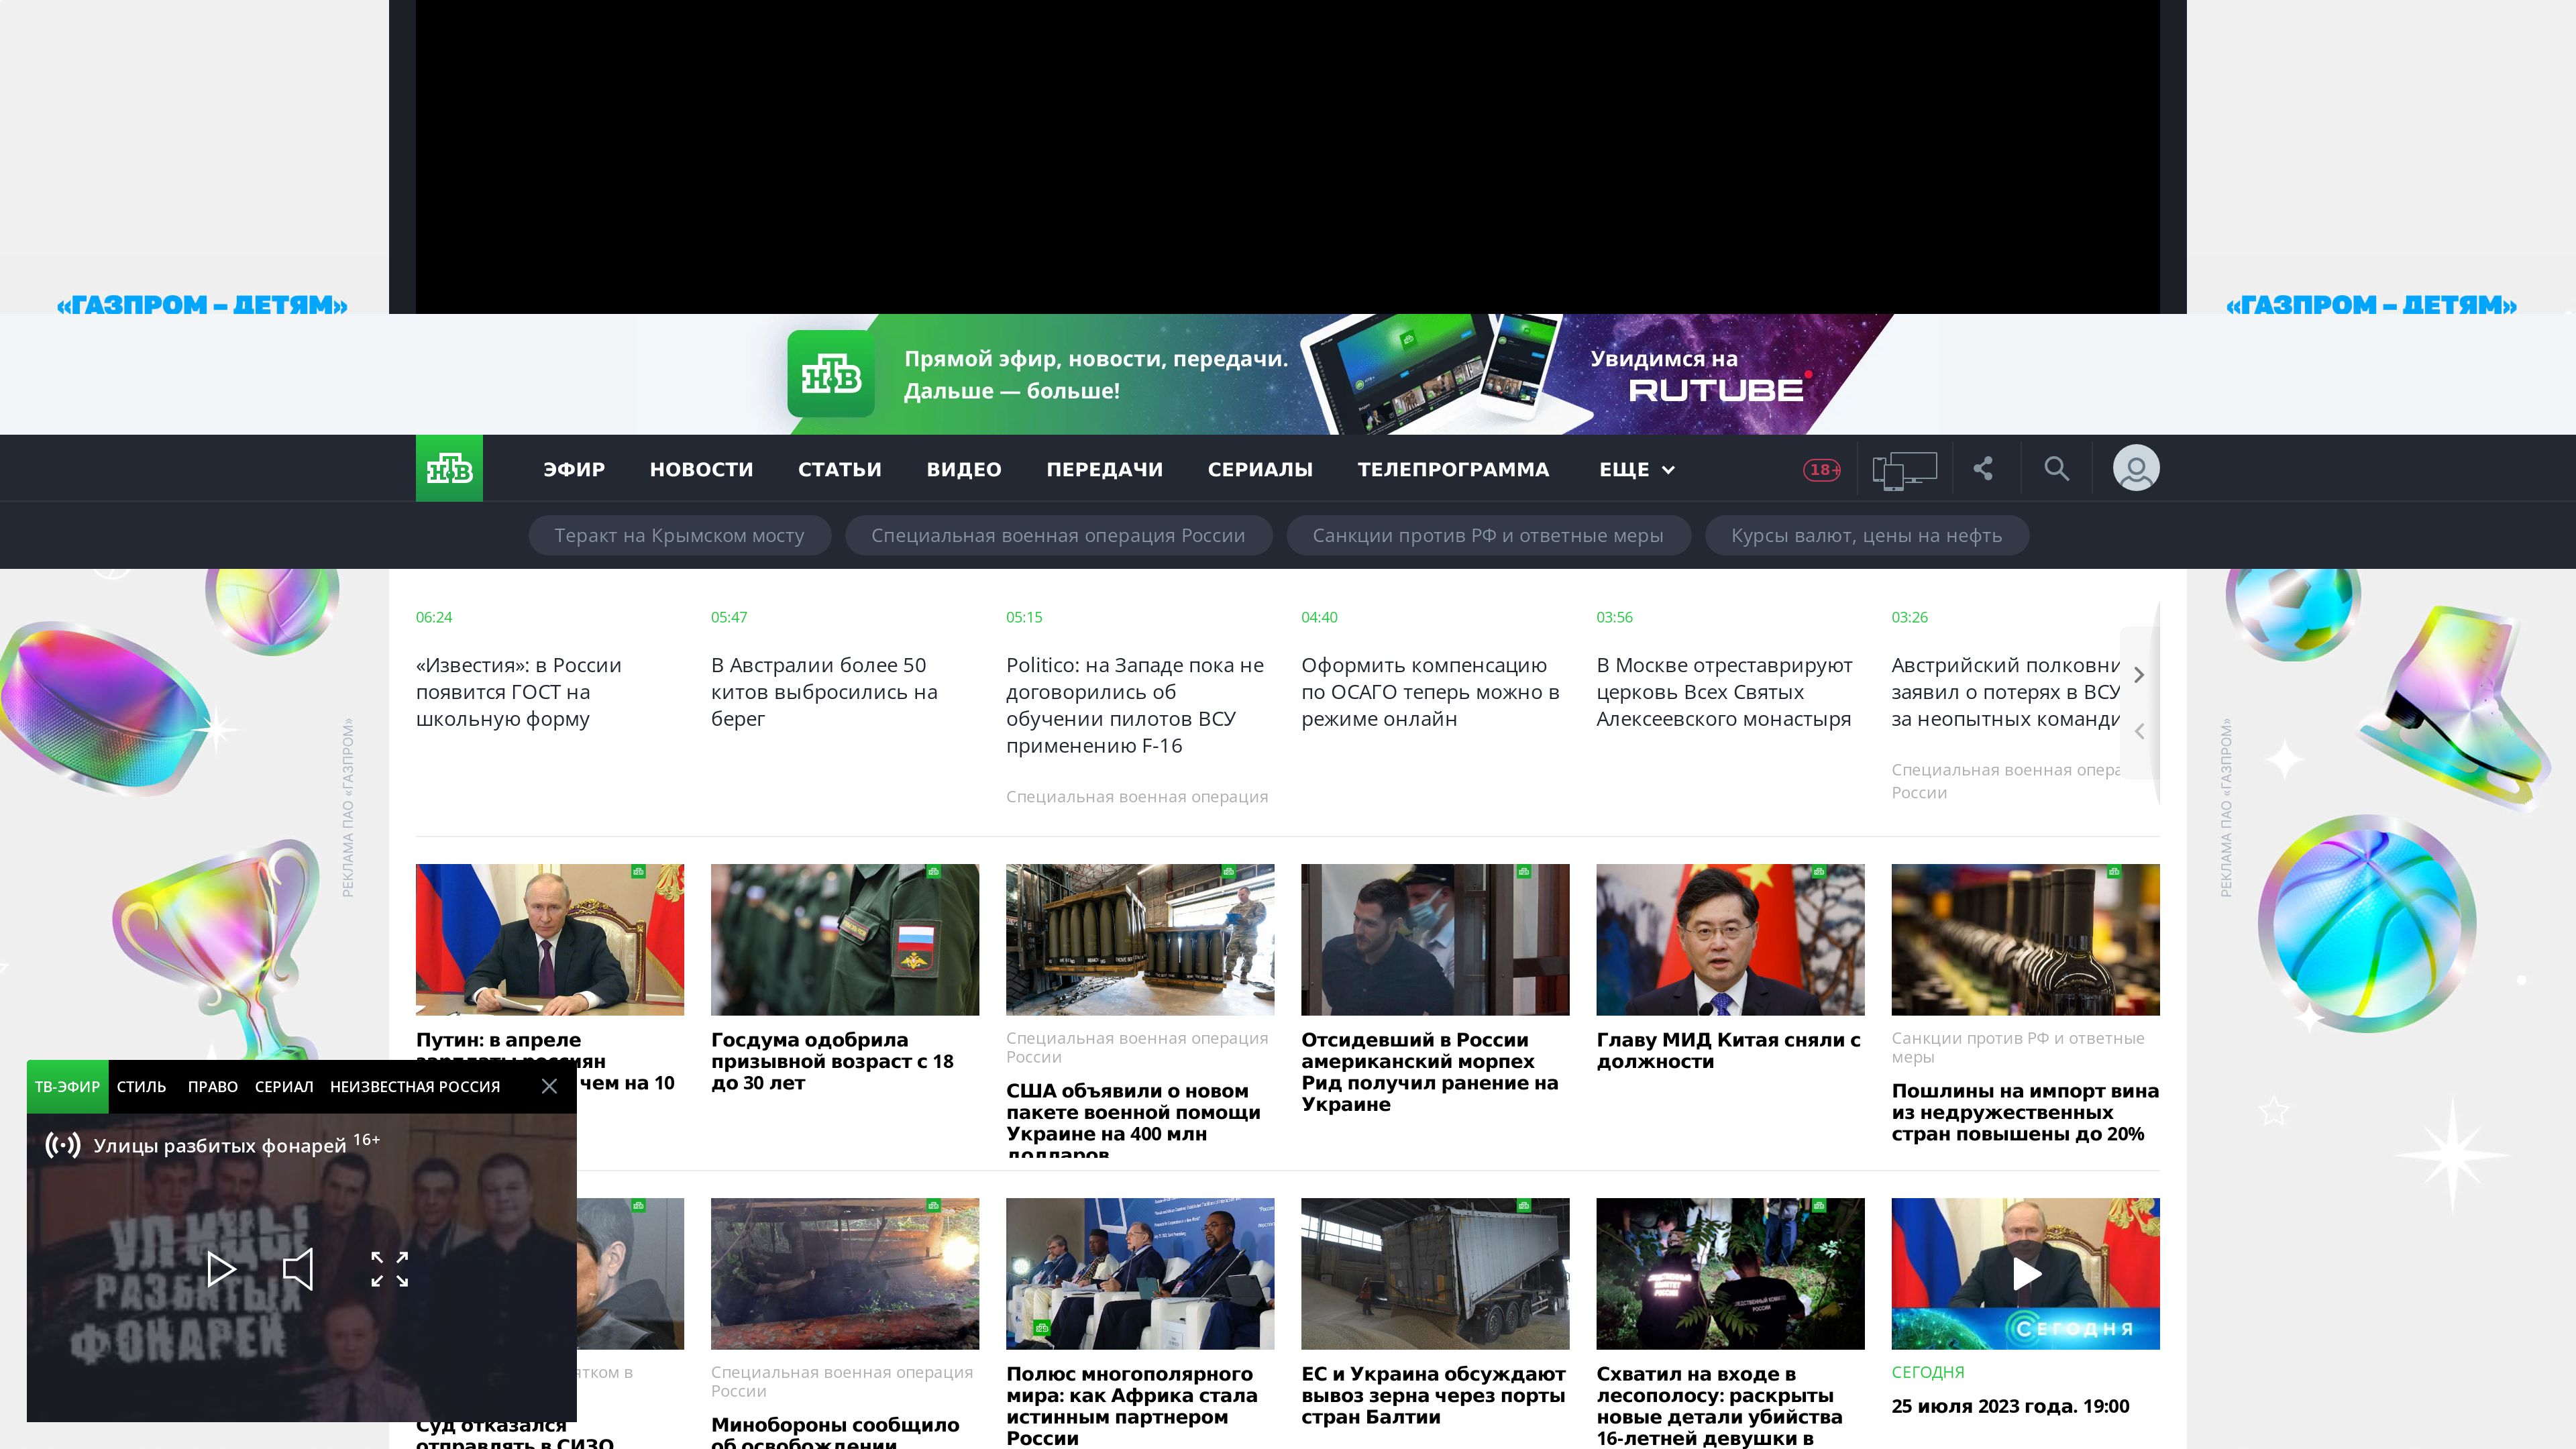 «ГАЗПРОМ – ДЕТЯМ»
«ГАЗПРОМ – ДЕТЯМ»
НТВ
Прямой эфир, новости, передачи.
Дальше — больше!
Увидимся на
RUTUBE
НТВ
ЭФИР
НОВОСТИ
СТАТЬИ
ВИДЕО
ПЕРЕДАЧИ
СЕРИАЛЫ
ТЕЛЕПРОГРАММА
ЕЩЕ
18+
Теракт на Крымском мосту
Специальная военная операция России
Санкции против РФ и ответные меры
Курсы валют, цены на нефть
РЕКЛАМА ПАО «ГАЗПРОМ»
РЕКЛАМА ПАО «ГАЗПРОМ»
06:24
«Известия»: в России
появится ГОСТ на
школьную форму
05:47
В Австралии более 50
китов выбросились на
берег
05:15
Politico: на Западе пока не
договорились об
обучении пилотов ВСУ
применению F-16
Специальная военная операция
04:40
Оформить компенсацию
по ОСАГО теперь можно в
режиме онлайн
03:56
В Москве отреставрируют
церковь Всех Святых
Алексеевского монастыря
03:26
Австрийский полковни
заявил о потерях в ВСУ
за неопытных команди
Специальная военная опера
России
Путин: в апреле
зарплаты россиян
чем на 10
Госдума одобрила
призывной возраст с 18
до 30 лет
Специальная военная операция
России
США объявили о новом
пакете военной помощи
Украине на 400 млн
долларов
Отсидевший в России
американский морпех
Рид получил ранение на
Украине
Главу МИД Китая сняли с
должности
Санкции против РФ и ответные
меры
Пошлины на импорт вина
из недружественных
стран повышены до 20%
ТВ-ЭФИР
СТИЛЬ
ПРАВО
СЕРИАЛ
НЕИЗВЕСТНАЯ РОССИЯ
Улицы разбитых фонарей 16+
УЛИЦЫ
РАЗБИТЫХ
ФОНАРЕЙ
ятком в
Суд отказался
отправлять в СИЗО
Специальная военная операция
России
Минобороны сообщило
об освобождении
Полюс многополярного
мира: как Африка стала
истинным партнером
России
ЕС и Украина обсуждают
вывоз зерна через порты
стран Балтии
Схватил на входе в
лесополосу: раскрыты
новые детали убийства
16-летней девушки в
СЕГОДНЯ
СЕГОДНЯ
25 июля 2023 года. 19:00